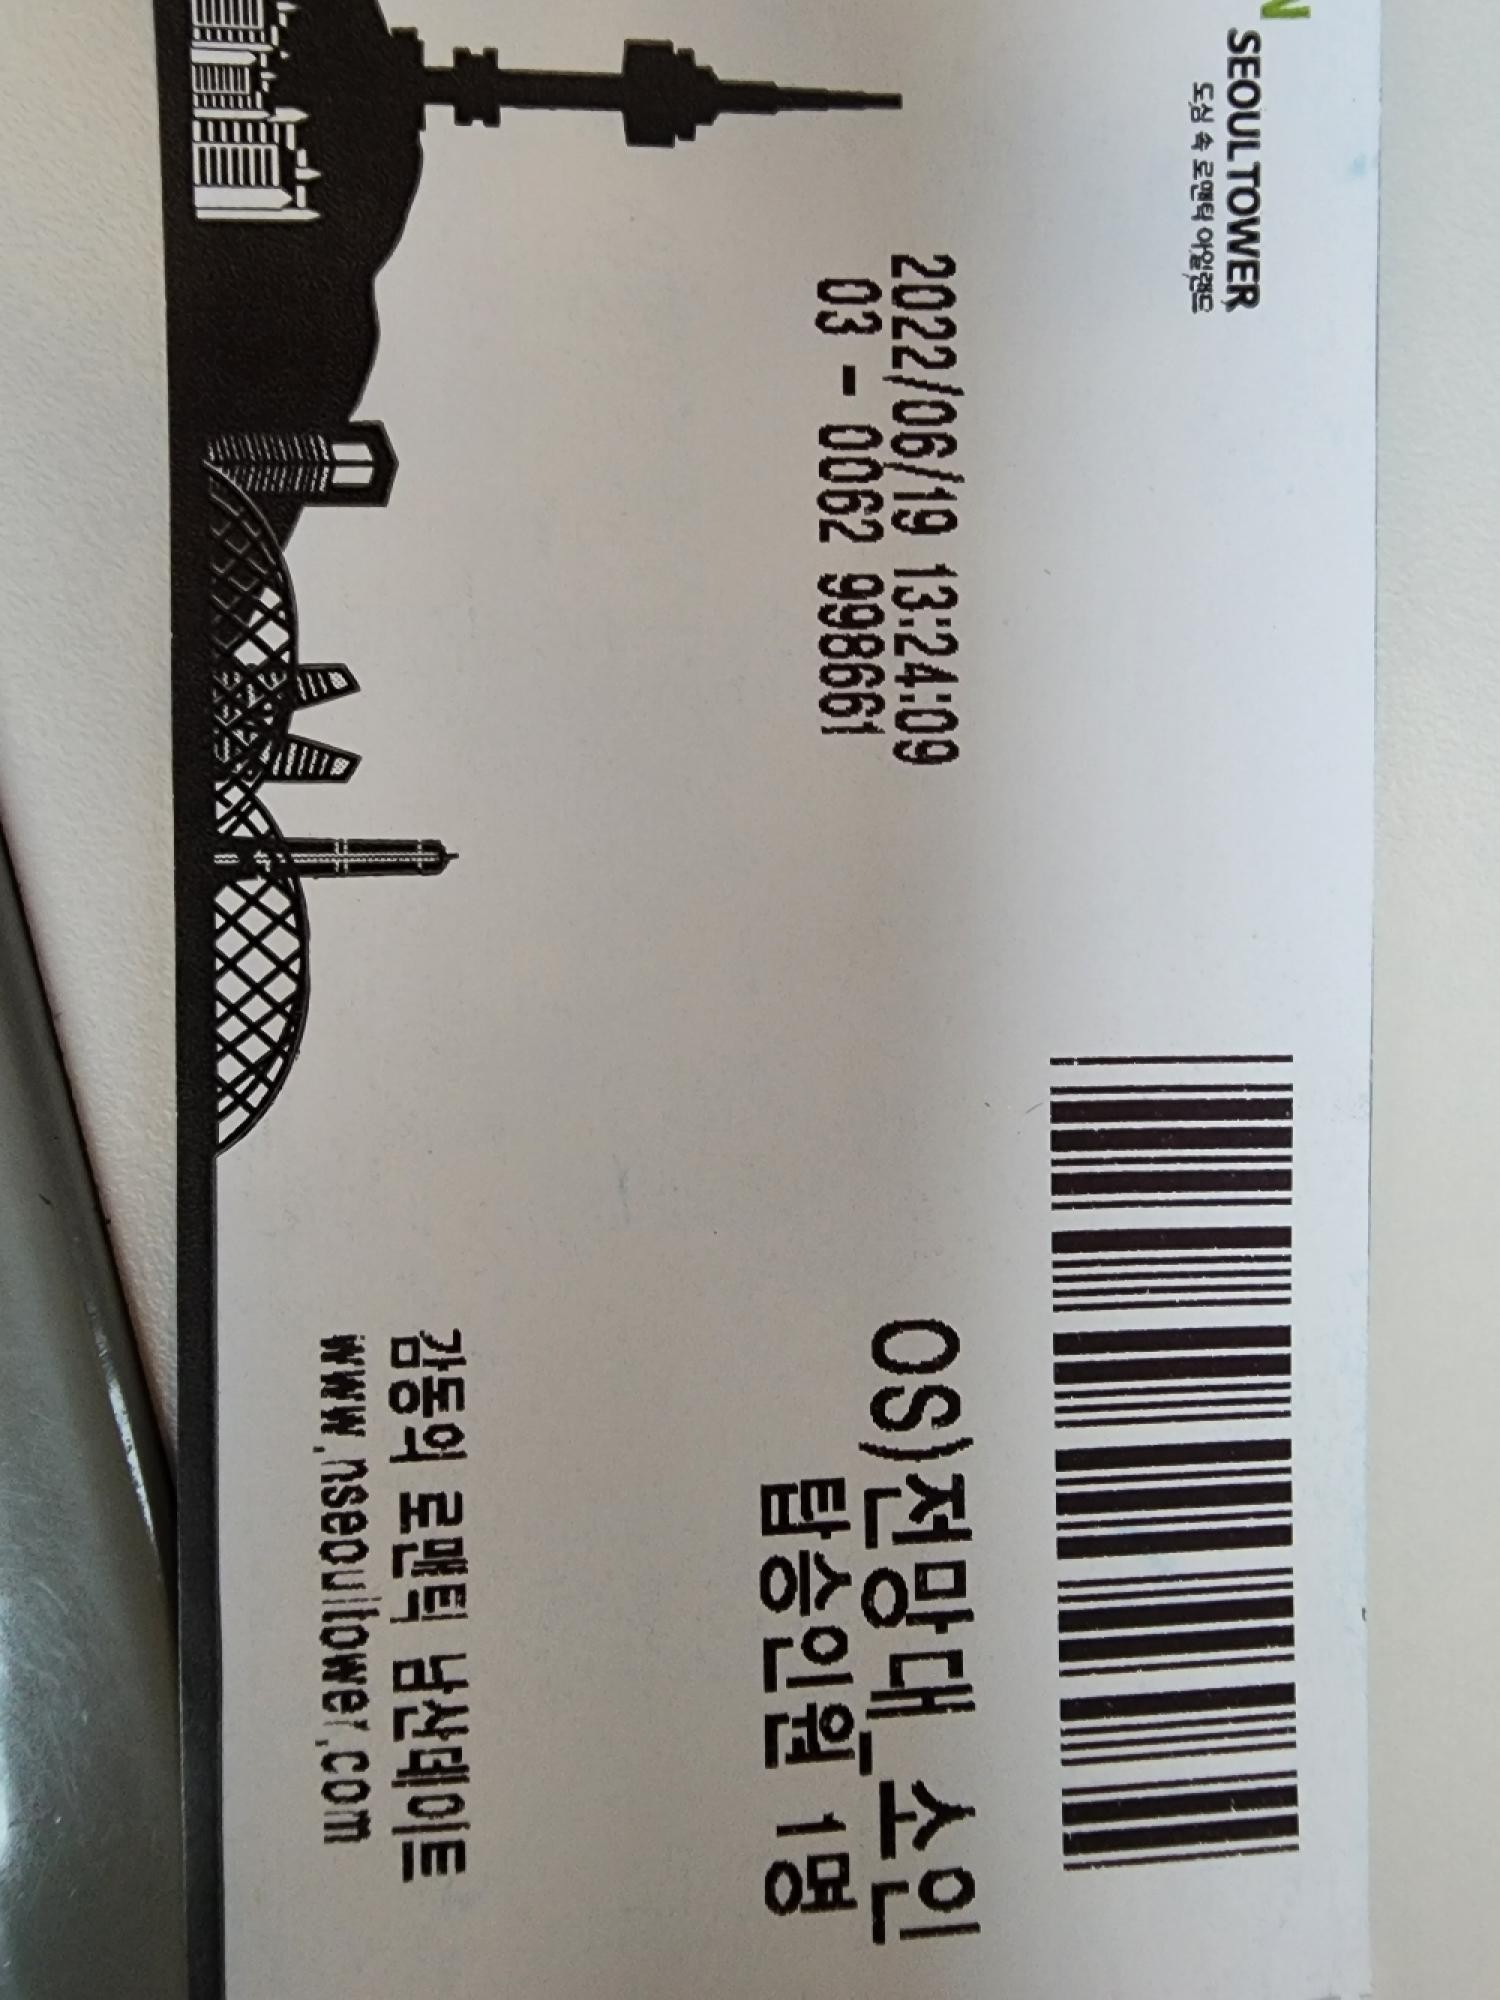 N
SEOUL TOWER
도심 속 로맨틱 아일랜드
2022/06/19 13:24:09
03 - 0062 998661
OS)전망대_소인
탑승인원 1명
감동의 로맨틱 남산데이트
www.nseoultower.com